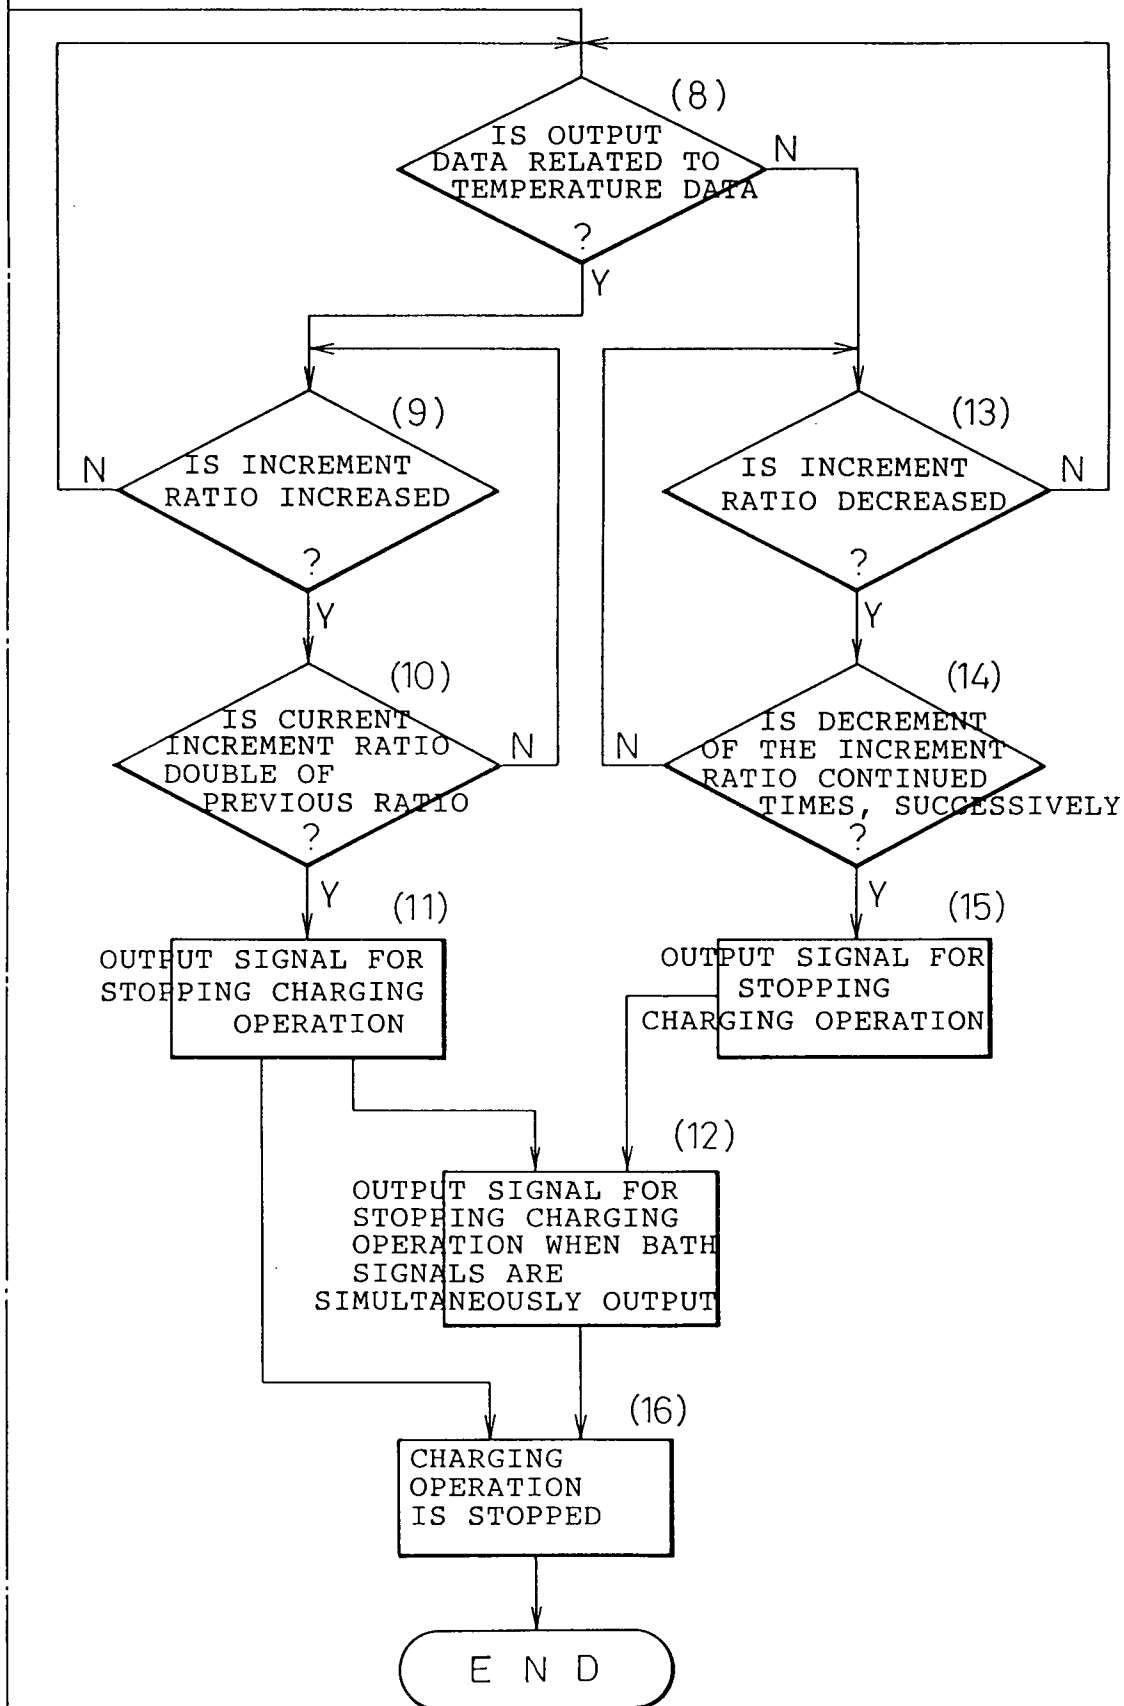 (8)
IS OUTPUT
DATA RELATED TO
TEMPERATURE DATA
?
N
Y
(9)
IS INCREMENT
RATIO INCREASED
?
N
Y
(13)
IS INCREMENT
RATIO DECREASED
?
N
Y
(10)
IS CURRENT
INCREMENT RATIO
DOUBLE OF
PREVIOUS RATIO
?
N
Y
(14)
IS DECREMENT
OF THE INCREMENT
RATIO CONTINUED
TIMES, SUCCESSIVELY
?
N
Y
(11)
OUTPUT SIGNAL FOR
STOPPING CHARGING
OPERATION
(15)
OUTPUT SIGNAL FOR
STOPPING
CHARGING OPERATION
(12)
OUTPUT SIGNAL FOR
STOPPING CHARGING
OPERATION WHEN BATH
SIGNALS ARE
SIMULTANEOUSLY OUTPUT
(16)
CHARGING
OPERATION
IS STOPPED
END